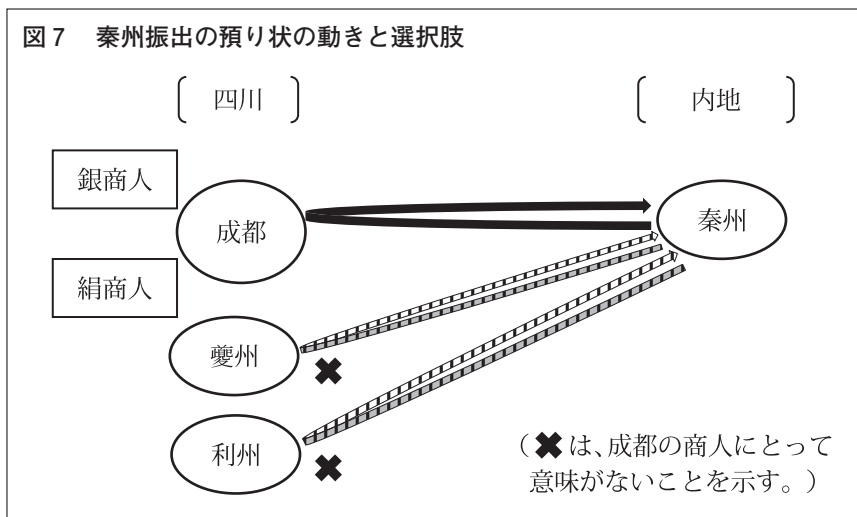 図7 秦州振出の預り状の動きと選択肢
〔 四川 〕
〔 内地 〕
銀商人
成都
秦州
絹商人
夔州
利州
（✖は、成都の商人にとって
意味がないことを示す。）